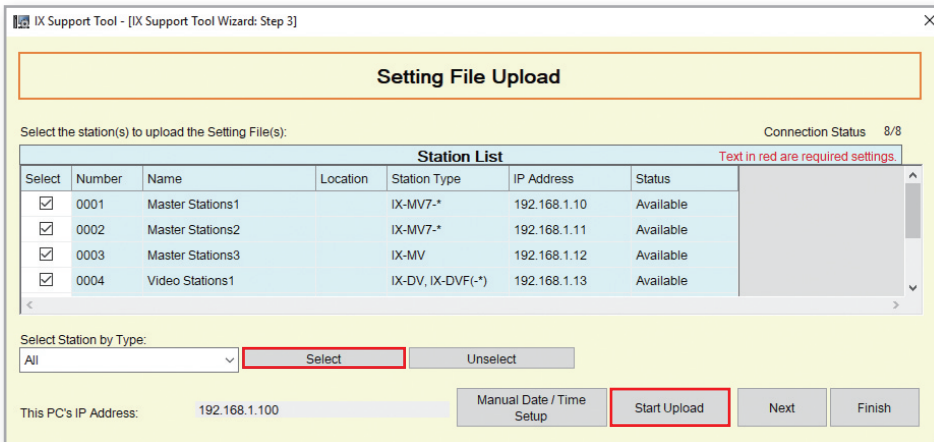 IX Support Tool - [IX Support Tool Wizard: Step 3]
Setting File Upload
Select the station(s) to upload the Setting File(s):
Connection Status 8/8
Station List
Text in red are required settings.
Select Number Name Location Station Type IP Address Status
0001 Master Stations1 IX-MV7-* 192.168.1.10 Available
0002 Master Stations2 IX-MV7-* 192.168.1.11 Available
0003 Master Stations3 IX-MV 192.168.1.12 Available
0004 Video Stations1 IX-DV, IX-DVF(-*) 192.168.1.13 Available
Select Station by Type:
All Select Unselect
This PC's IP Address: 192.168.1.100
Manual Date / Time
Setup
Start Upload Next Finish